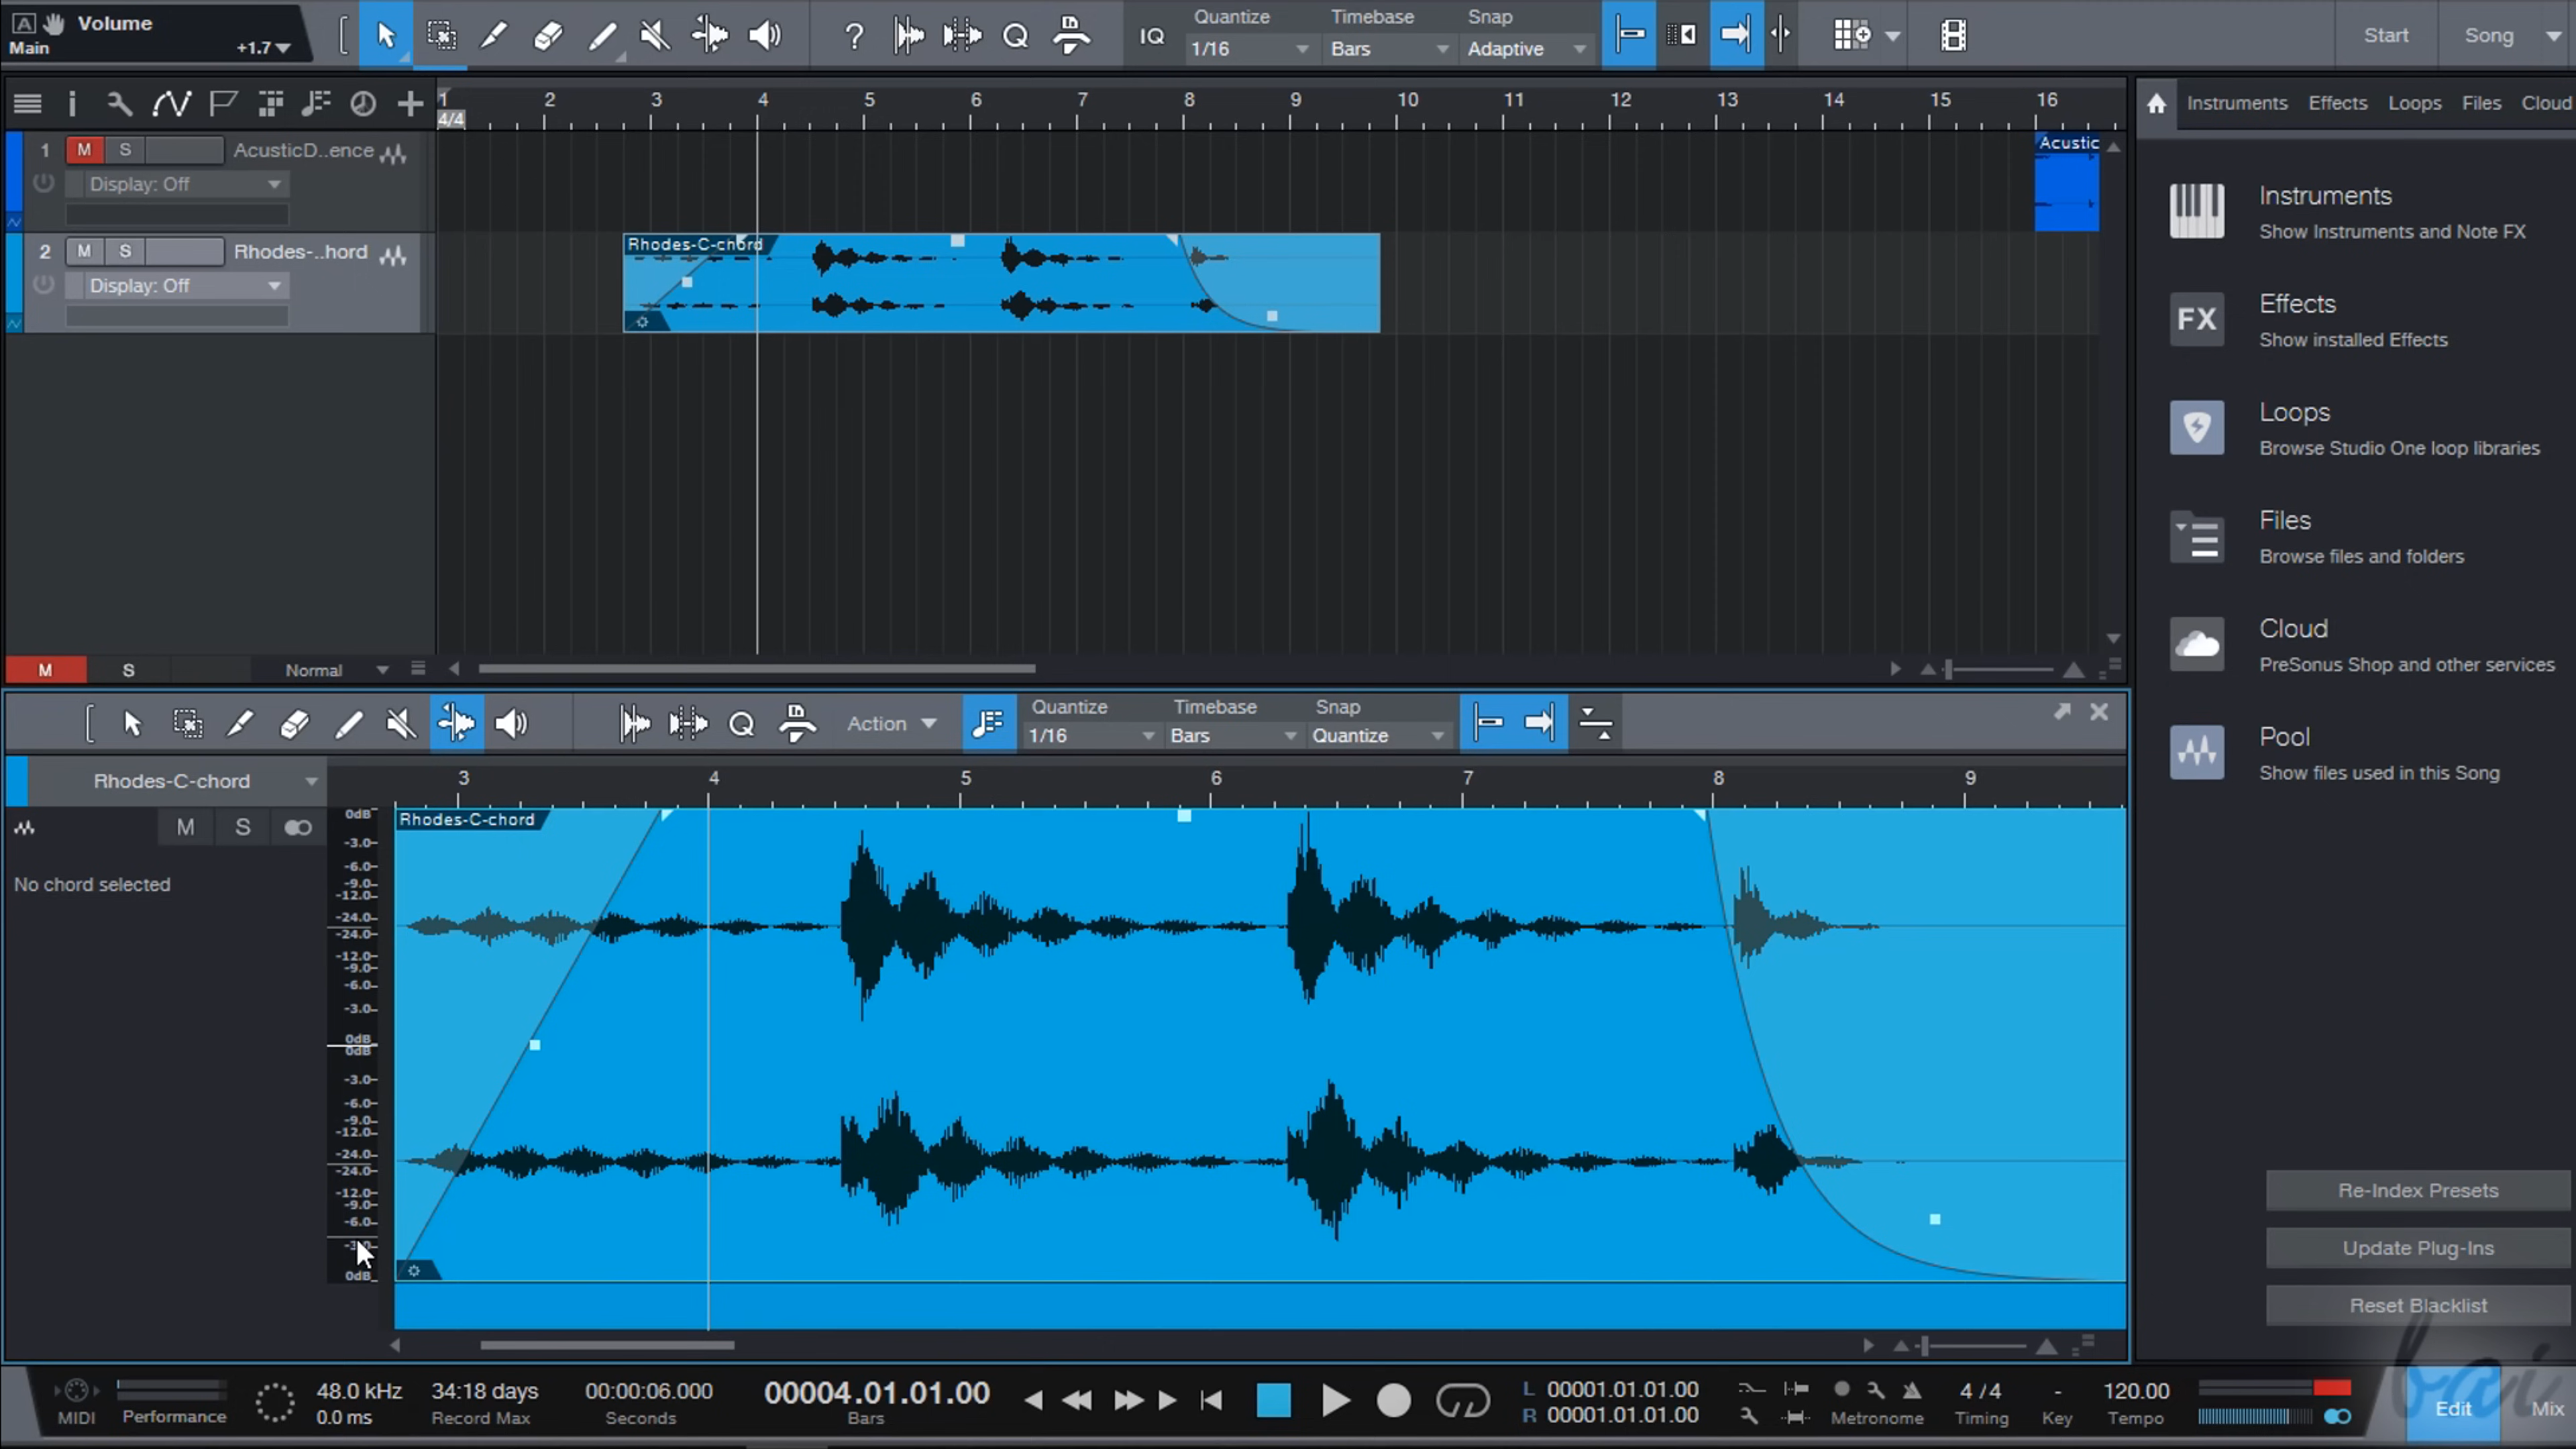 A Volume
Main +1.7
? Q IQ
Quantize Timebase Snap
1/16 Bars Adaptive
Start Song
1 2 3 4 5 6 7 8 9 10 11 12 13 14 15 16
4/4
Instruments Effects Loops Files Cloud
1 M S AcusticD..ence
Display: Off
Acustic
2 M S Rhodes-..hord
Display: Off
Rhodes-C-chord
Instruments
Show Instruments and Note FX
FX Effects
Show installed Effects
Loops
Browse Studio One loop libraries
Files
Browse files and folders
Cloud
PreSonus Shop and other services
Pool
Show files used in this Song
Re-Index Presets
Update Plug-Ins
Reset Blacklist
M S Normal
Q Action
Quantize Timebase Snap
1/16 Bars Quantize
Rhodes-C-chord
3 4 5 6 7 8 9
M S
No chord selected
Rhodes-C-chord
0dB
-3.0-
-6.0-
-9.0-
-12.0-
-24.0-
-24.0-
-12.0-
-9.0-
-6.0-
-3.0-
0dB
0dB
-3.0-
-6.0-
-9.0-
-12.0-
-24.0-
-24.0-
-12.0-
-9.0-
-6.0-
0dB
MIDI
Performance
48.0 kHz
0.0 ms
34:18 days
Record Max
00:00:06.000
Seconds
00004.01.01.00
Bars
L 00001.01.01.00
R 00001.01.01.00
Metronome
4 / 4
Timing
-
Key
120.00
Tempo
Edit Mix
bai